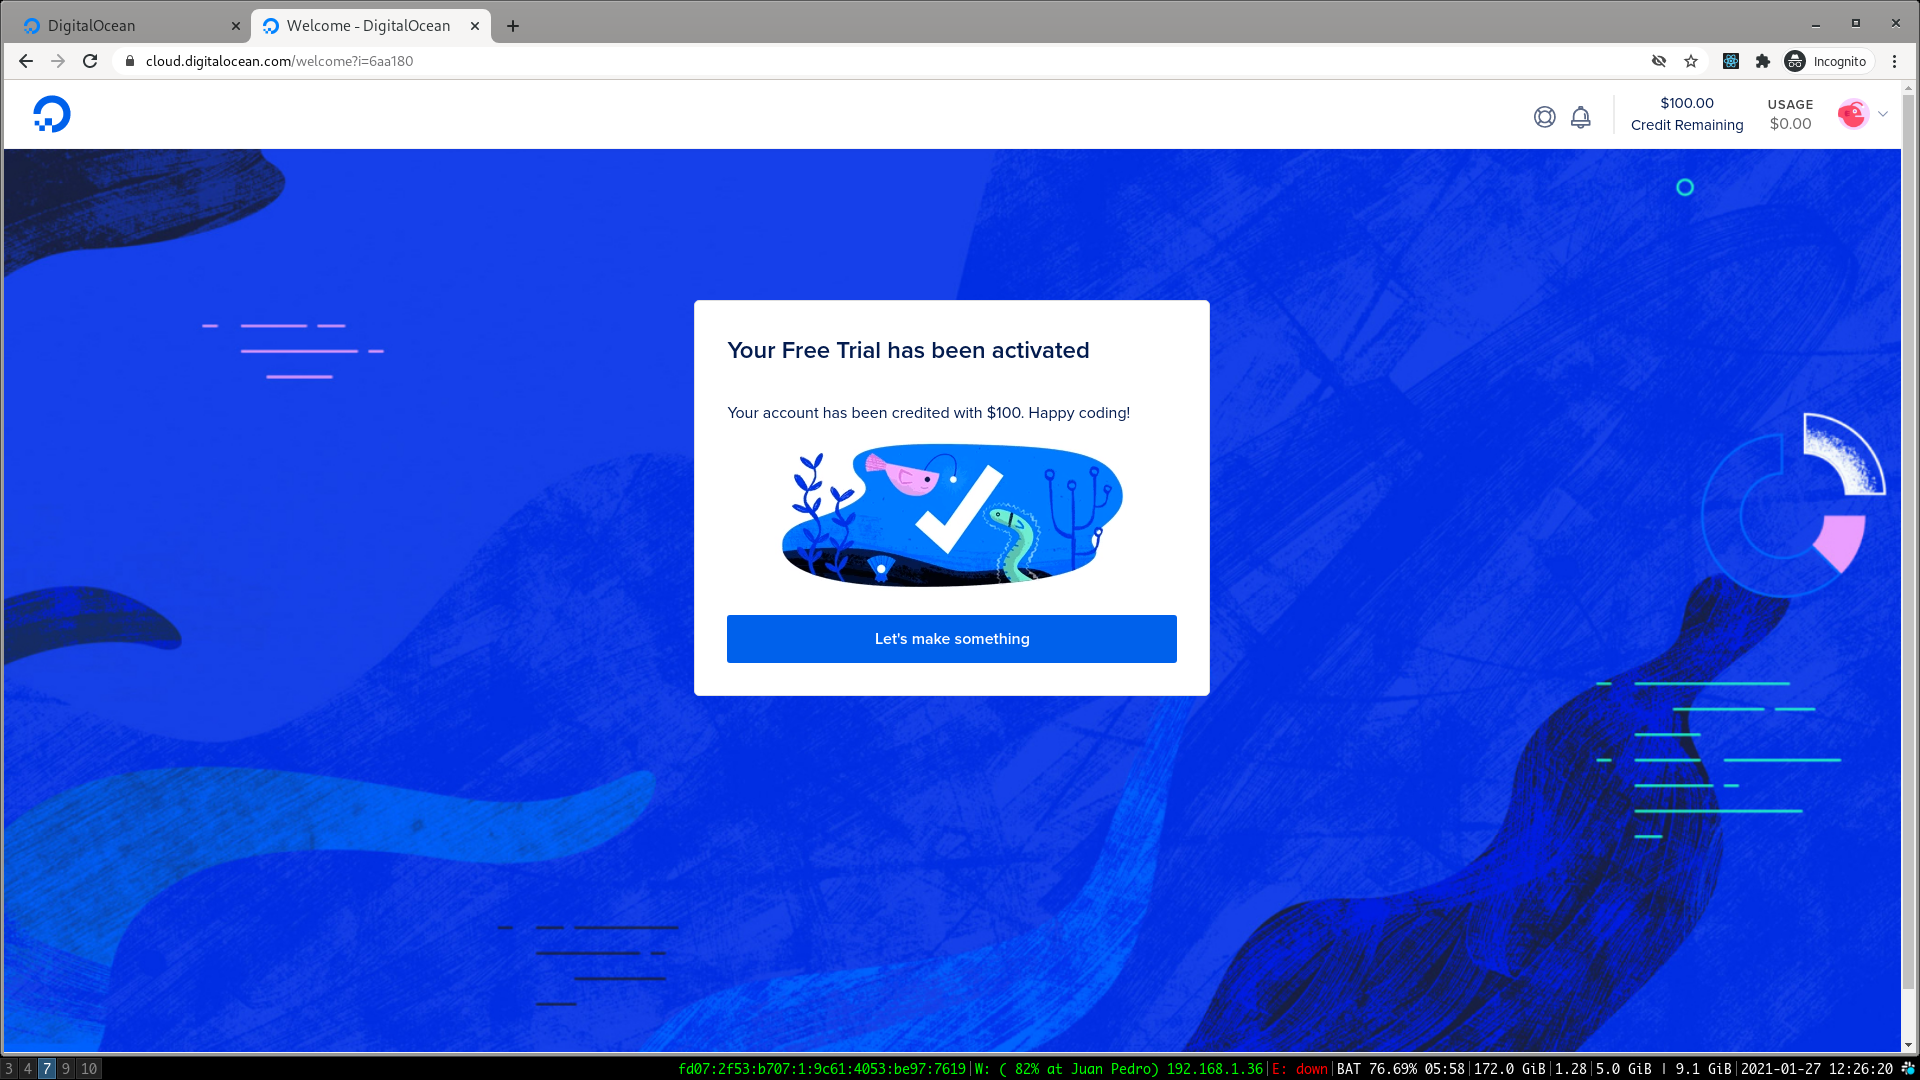 DigitalOcean
Welcome - DigitalOcean
cloud.digitalocean.com/welcome?i=6aa180
Incognito
$100.00
Credit Remaining
USAGE
$0.00
Your Free Trial has been activated
Your account has been credited with $100. Happy coding!
Let's make something
3 4 7 9 10
fd07:2f53:b707:1:9c61:4053:be97:7619|W: ( 82% at Juan Pedro) 192.168.1.36|E: down|BAT 76.69% 05:58|172.0 GiB|1.28|5.0 GiB | 9.1 GiB|2021-01-27 12:26:20